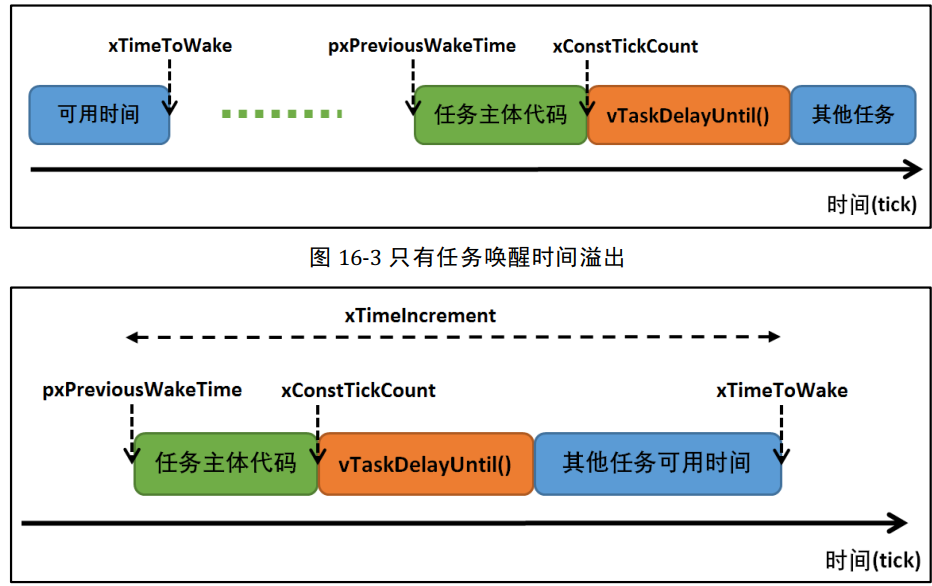 xTimeToWake
pxPreviousWakeTime
xConstTickCount
可用时间
任务主体代码
vTaskDelayUntil()
其他任务
时间(tick)
图 16-3 只有任务唤醒时间溢出
xTimeIncrement
pxPreviousWakeTime
xConstTickCount
xTimeToWake
任务主体代码
vTaskDelayUntil()
其他任务可用时间
时间(tick)